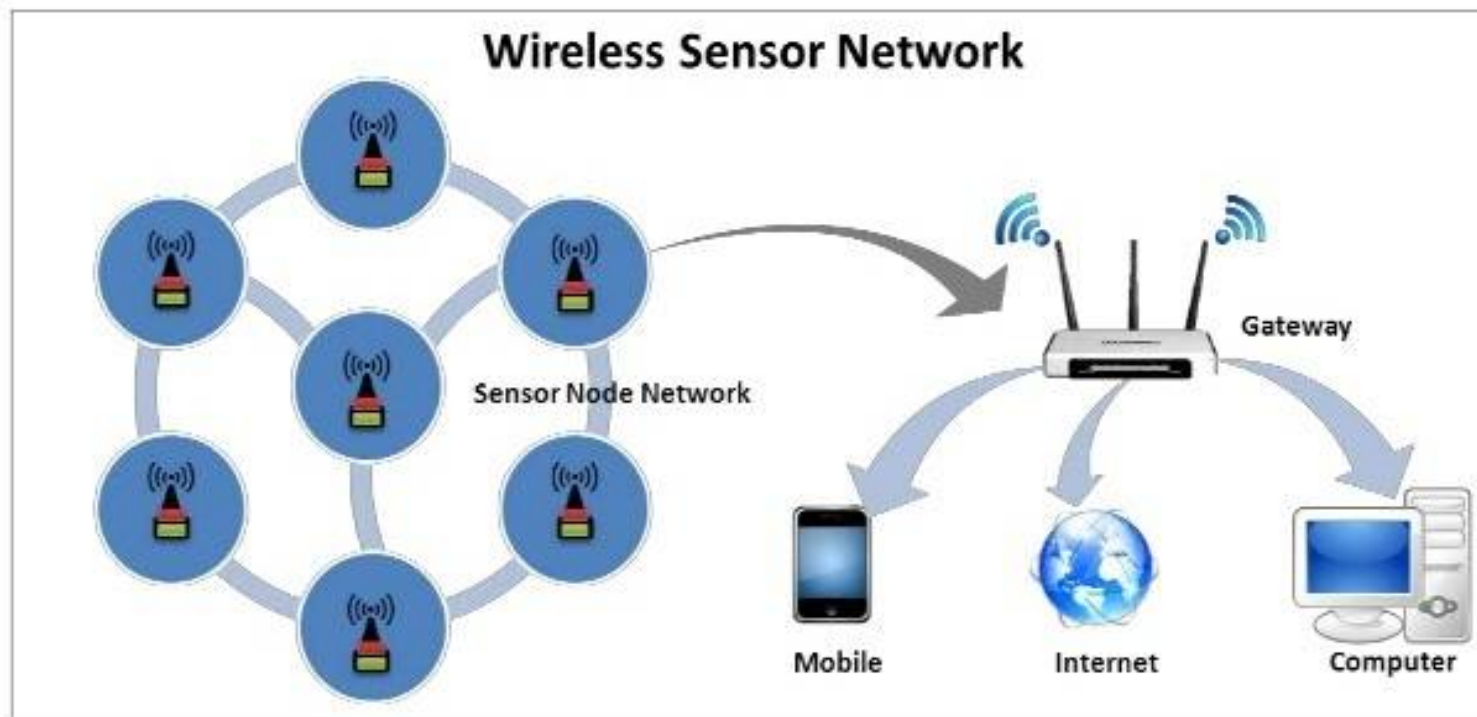 Wireless Sensor Network
Gateway
Sensor Node Network
Mobile
Internet
Computer